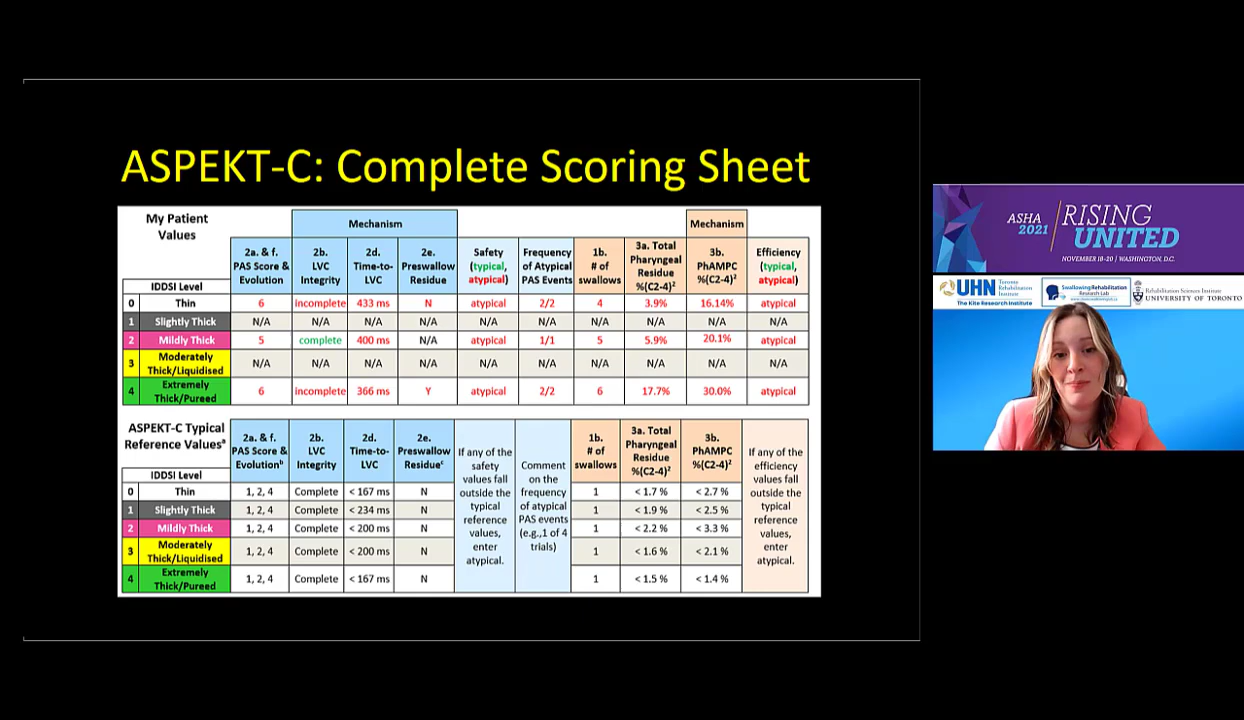 ASPEKT-C: Complete Scoring Sheet
My Patient
Values
Mechanism
Mechanism
IDDSI Level
2a. & f.
PAS Score &
Evolution
2b.
LVC
Integrity
2d.
Time-to-
LVC
2e.
Preswallow
Residue
Safety
(typical,
atypical)
Frequency
of Atypical
PAS Events
1b.
# of
swallows
3a. Total
Pharyngeal
Residue
%(C2-4)²
3b.
PhAMPC
%(C2-4)²
Efficiency
(typical,
atypical)
0 Thin 6 incomplete 433 ms N atypical 2/2 4 3.9% 16.14% atypical
1 Slightly Thick N/A N/A N/A N/A N/A N/A N/A N/A N/A N/A
2 Mildly Thick 5 complete 400 ms N/A atypical 1/1 5 5.9% 20.1% atypical
3 Moderately
Thick/Liquidised N/A N/A N/A N/A N/A N/A N/A N/A N/A N/A
4 Extremely
Thick/Pureed 6 incomplete 366 ms Y atypical 2/2 6 17.7% 30.0% atypical
ASPEKT-C Typical
Reference Valuesᵃ
IDDSI Level
2a. & f.
PAS Score &
Evolutionᵇ
2b.
LVC
Integrity
2d.
Time-to-
LVC
2e.
Preswallow
Residueᶜ
If any of the
safety
values fall
outside the
typical
reference
values,
enter
atypical.
Comment
on the
frequency
of atypical
PAS events
(e.g.,1 of 4
trials)
1b.
# of
swallows
3a. Total
Pharyngeal
Residue
%(C2-4)²
3b.
PhAMPC
%(C2-4)²
If any of the
efficiency
values fall
outside the
typical
reference
values,
enter
atypical.
0 Thin 1, 2, 4 Complete < 167 ms N 1 < 1.7 % < 2.7 %
1 Slightly Thick 1, 2, 4 Complete < 234 ms N 1 < 1.9 % < 2.5 %
2 Mildly Thick 1, 2, 4 Complete < 200 ms N 1 < 2.2 % < 3.3 %
3 Moderately
Thick/Liquidised 1, 2, 4 Complete < 200 ms N 1 < 1.6 % < 2.1 %
4 Extremely
Thick/Pureed 1, 2, 4 Complete < 167 ms N 1 < 1.5 % < 1.4 %
ASHA
2021
RISING
UNITED
NOVEMBER 18-20 / WASHINGTON, D.C.
UHN
Toronto
Rehabilitation
Institute
The Kite Research Institute
Swallowing Rehabilitation
Research Lab
Rehabilitation Sciences Institute
UNIVERSITY OF TORONTO